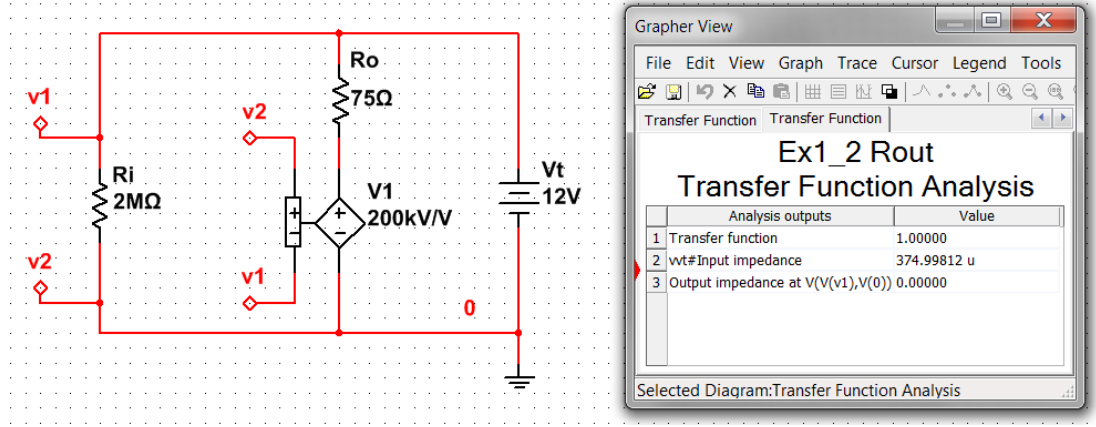 v1
Ri
2MΩ
v2
v2
v1
Ro
75Ω
V1
200kV/V
Vt
12V
0
Grapher View
File Edit View Graph Trace Cursor Legend Tools
Transfer Function Transfer Function
Ex1_2 Rout
Transfer Function Analysis
Analysis outputs Value
1 Transfer function 1.00000
2 vvt#Input impedance 374.99812 u
3 Output impedance at V(V(v1),V(0)) 0.00000
Selected Diagram:Transfer Function Analysis